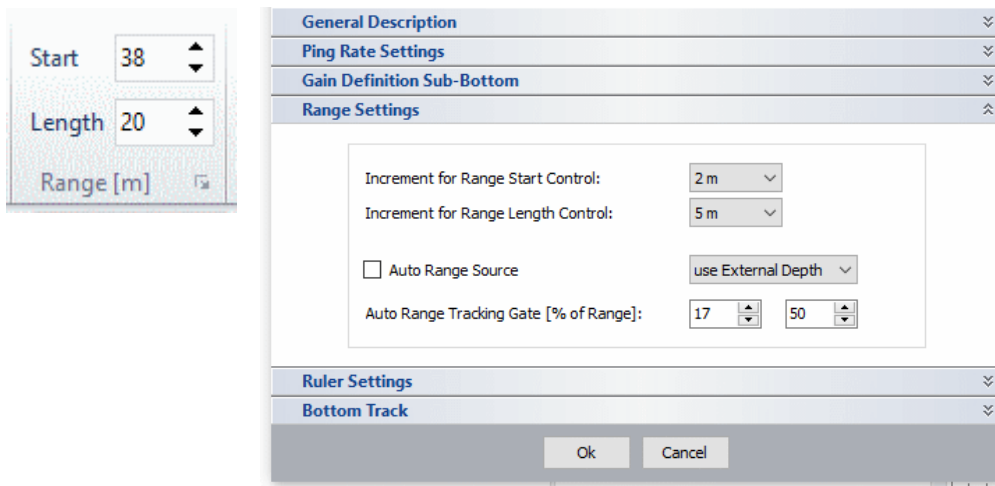 Start 38
Length 20
Range [m]
General Description
Ping Rate Settings
Gain Definition Sub-Bottom
Range Settings
Increment for Range Start Control: 2 m
Increment for Range Length Control: 5 m
Auto Range Source use External Depth
Auto Range Tracking Gate [% of Range]: 17 50
Ruler Settings
Bottom Track
Ok Cancel